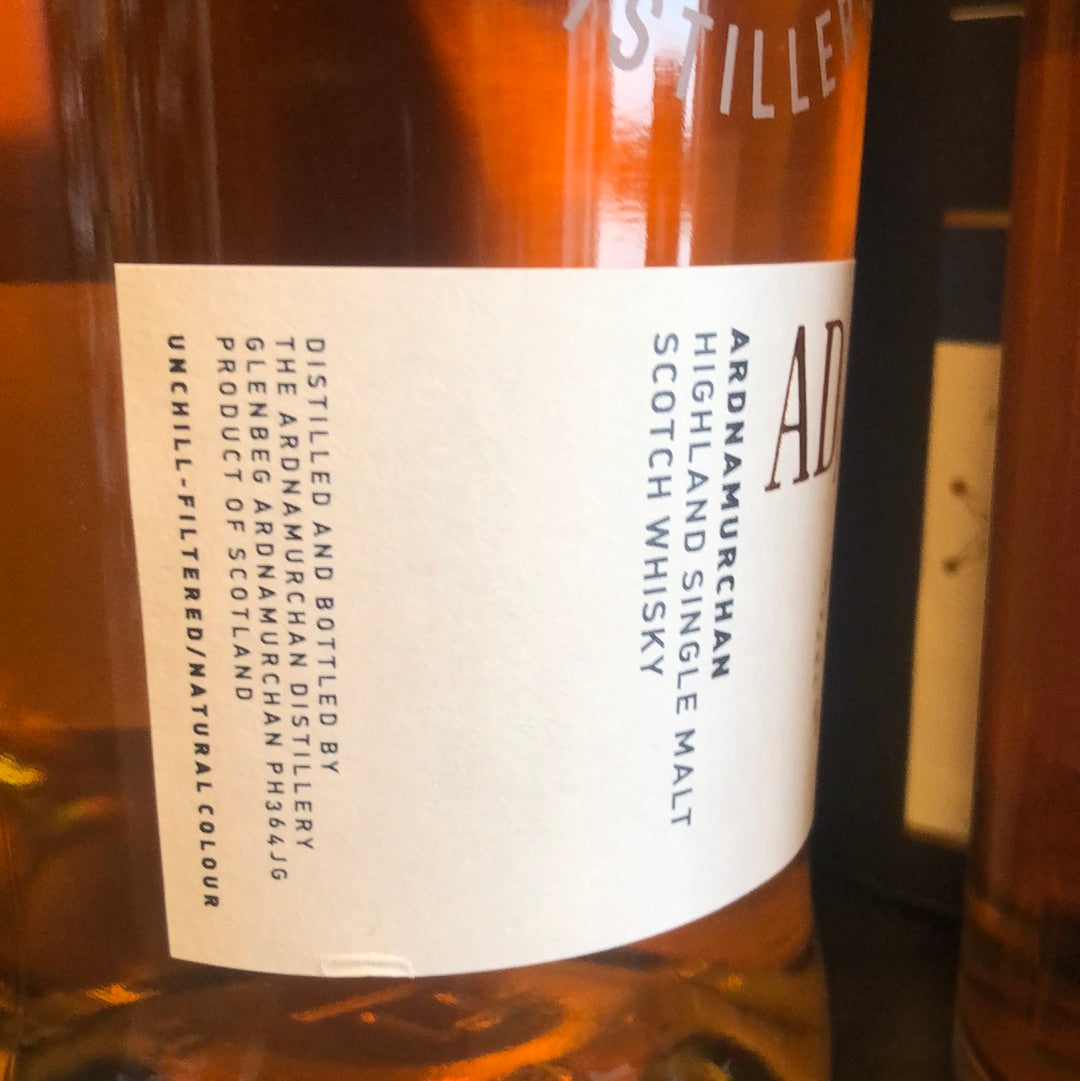 STILLER
AD
ARDNAMURCHAN
HIGHLAND SINGLE MALT
SCOTCH WHISKY
DISTILLED AND BOTTLED BY
THE ARDNAMURCHAN DISTILLERY
GLENBEG ARDNAMURCHAN PH364JG
PRODUCT OF SCOTLAND
UNCHILL-FILTERED/NATURAL COLOUR